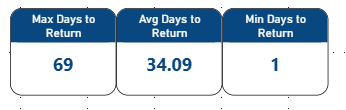 Max Days to Return
69
Avg Days to Return
34.09
Min Days to Return
1